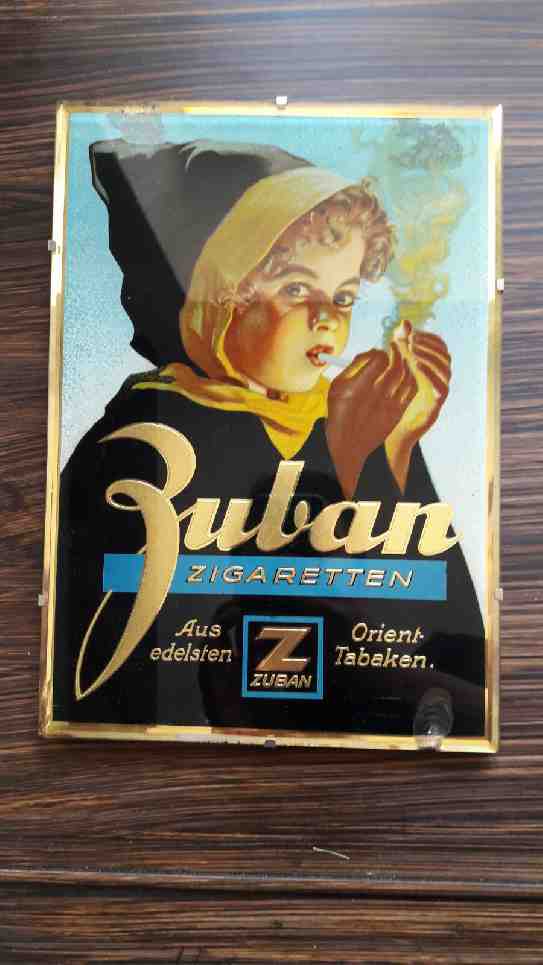 Zuban
ZIGARETTEN
Aus edelsten
Z
ZUBAN
Orient-
Tabaken.